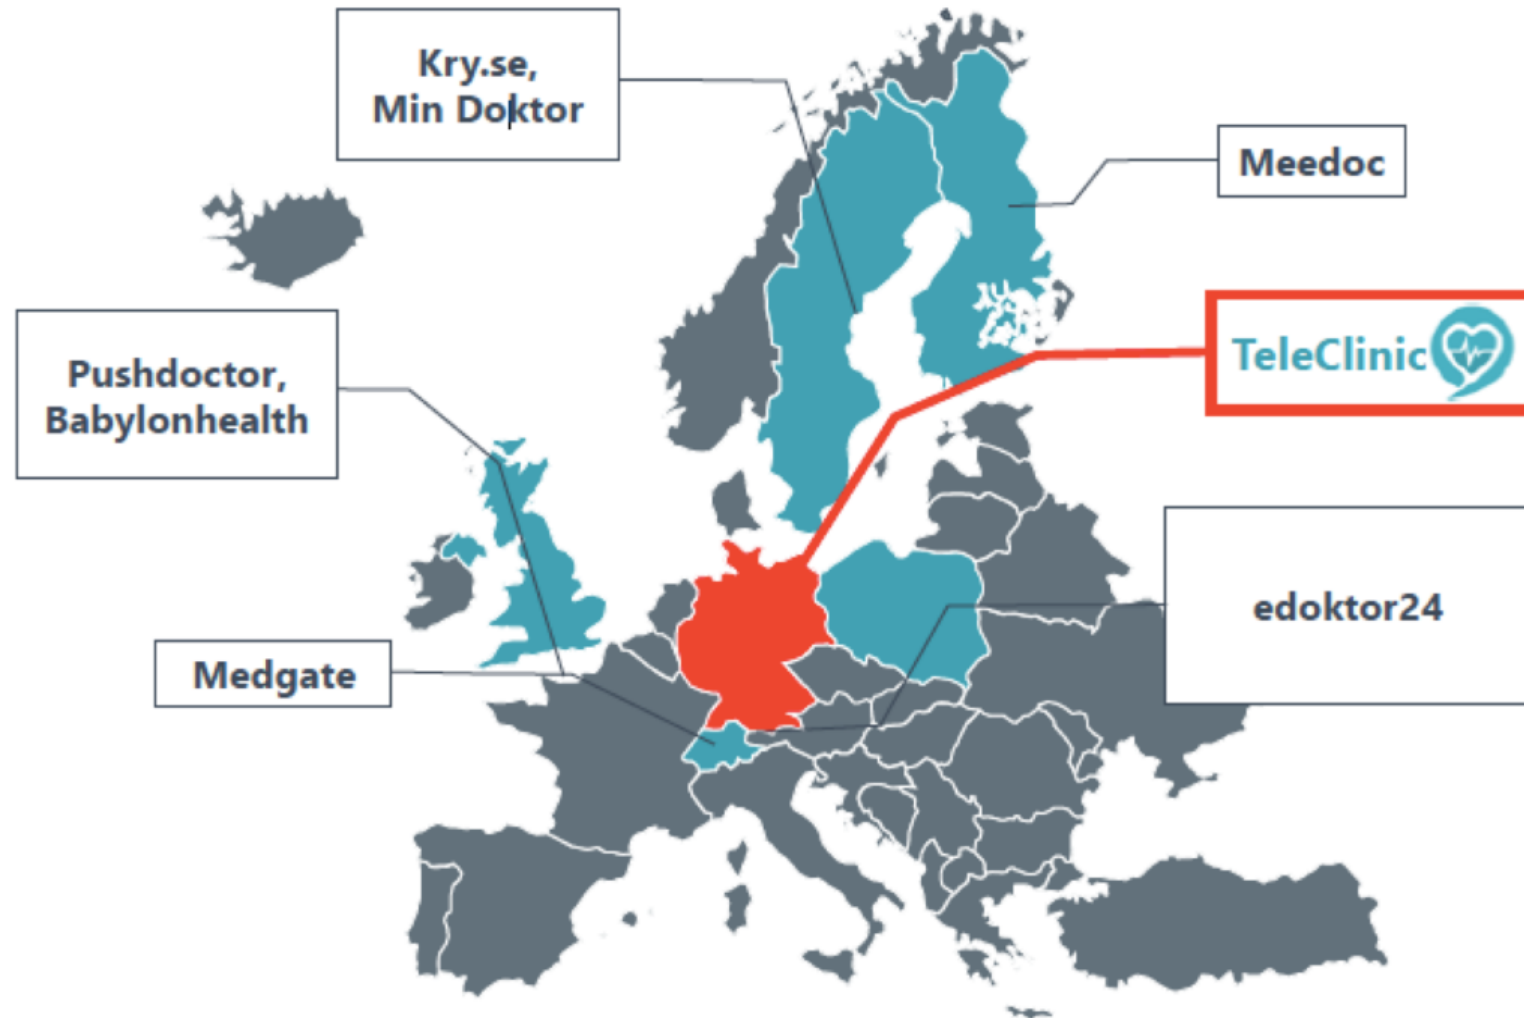 Kry.se,
Min Doktor
Meedoc
TeleClinic
Pushdoctor,
Babylonhealth
edoktor24
Medgate